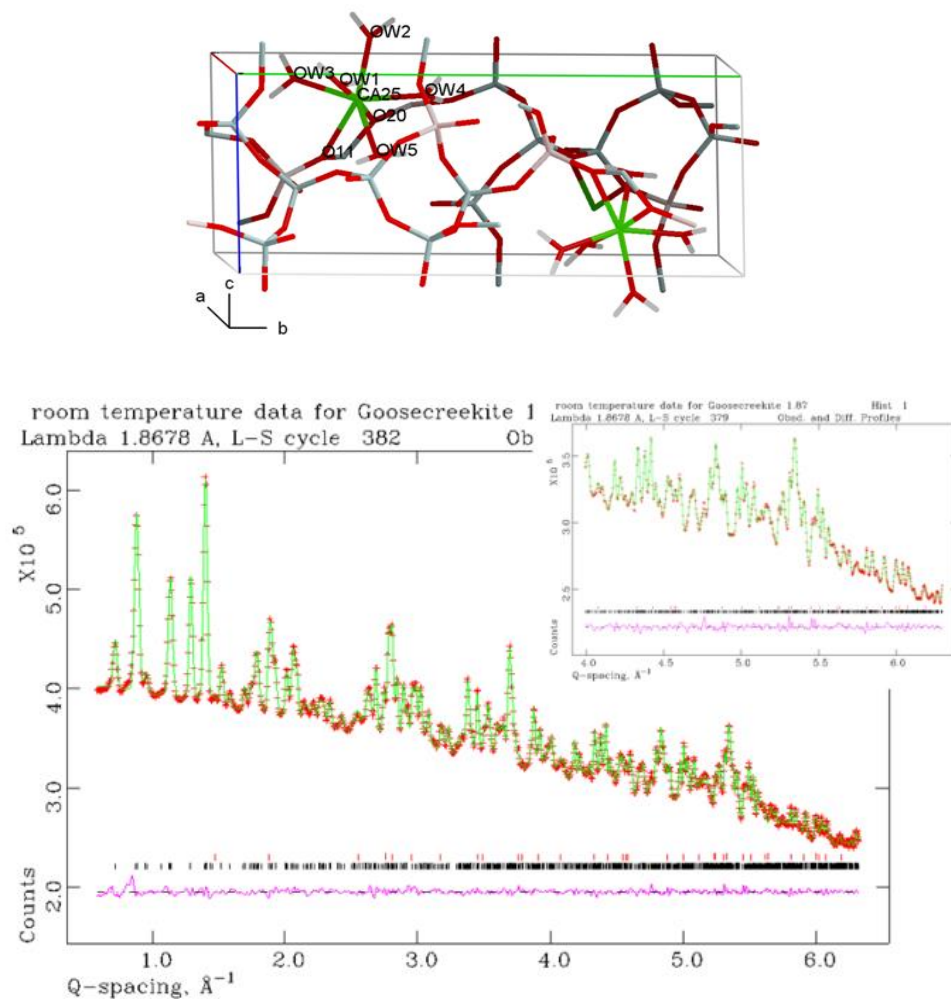 OW2
OW3
OW1
CA25
OW4
O20
O11
OW5
c
a
b
room temperature data for Goosecreekite 1
Lambda 1.8678 A, L-S cycle 382 Ob
X10 5
6.0
5.0
4.0
3.0
2.0
Counts
1.0 2.0 3.0 4.0 5.0 6.0
Q-spacing, Å⁻¹
room temperature data for Goosecreekite 1.87 Hist 1
Lambda 1.8678 A, L-S cycle 379 Obsd. and Diff. Profiles
X10 5
3.5
3.0
2.5
Counts
4.0 4.5 5.0 5.5 6.0
Q-spacing, Å⁻¹